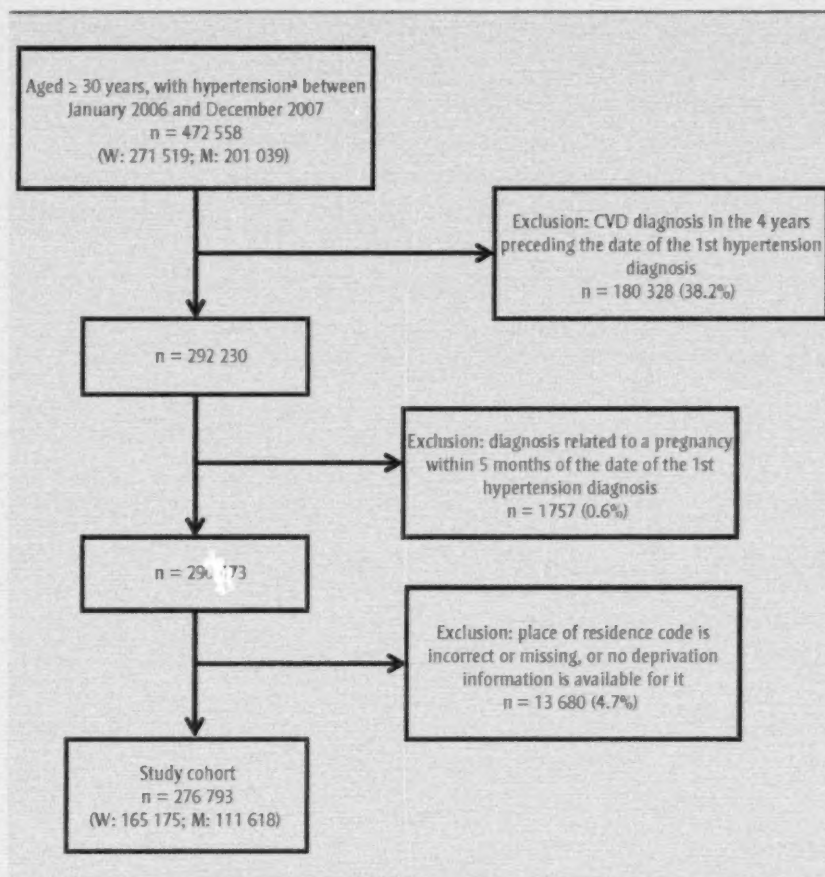 Aged ≥ 30 years, with hypertensionᵃ between
January 2006 and December 2007
n = 472 558
(W: 271 519; M: 201 039)
Exclusion: CVD diagnosis in the 4 years
preceding the date of the 1st hypertension
diagnosis
n = 180 328 (38.2%)
n = 292 230
Exclusion: diagnosis related to a pregnancy
within 5 months of the date of the 1st
hypertension diagnosis
n = 1757 (0.6%)
n =
Exclusion: place of residence code is
incorrect or missing, or no deprivation
information is available for it
n = 13 680 (4.7%)
Study cohort
n = 276 793
(W: 165 175; M: 111 618)